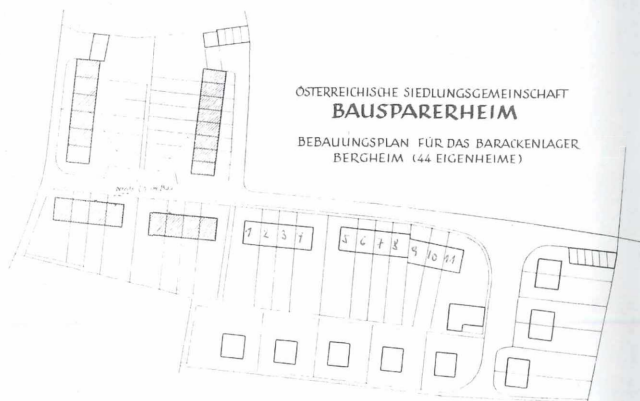 ÖSTERREICHISCHE SIEDLUNGSGEMEINSCHAFT
BAUSPARERHEIM
BEBAUUNGSPLAN FÜR DAS BARACKENLAGER
BERGHEIM (44 EIGENHEIME)
1 2 3 4
5 6 7 8
9 10 11